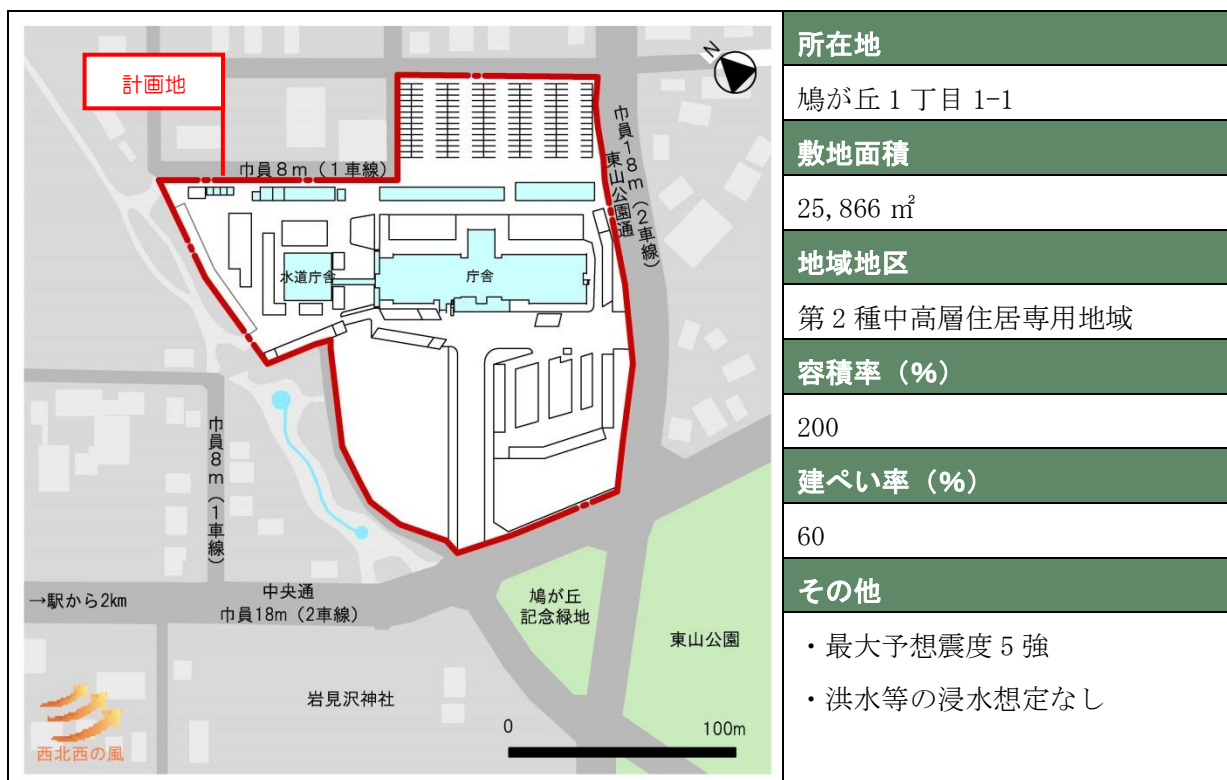 計画地
N
巾員8m（1車線）
巾員18m（2車線）
東山公園通
水道庁舎
庁舎
巾員8m（1車線）
→駅から2km
中央通
巾員18m（2車線）
鳩が丘
記念緑地
東山公園
岩見沢神社
西北西の風
0
100m
所在地
鳩が丘1丁目1-1
敷地面積
25,866 ㎡
地域地区
第2種中高層住居専用地域
容積率（%）
200
建ぺい率（%）
60
その他
・最大予想震度5強
・洪水等の浸水想定なし